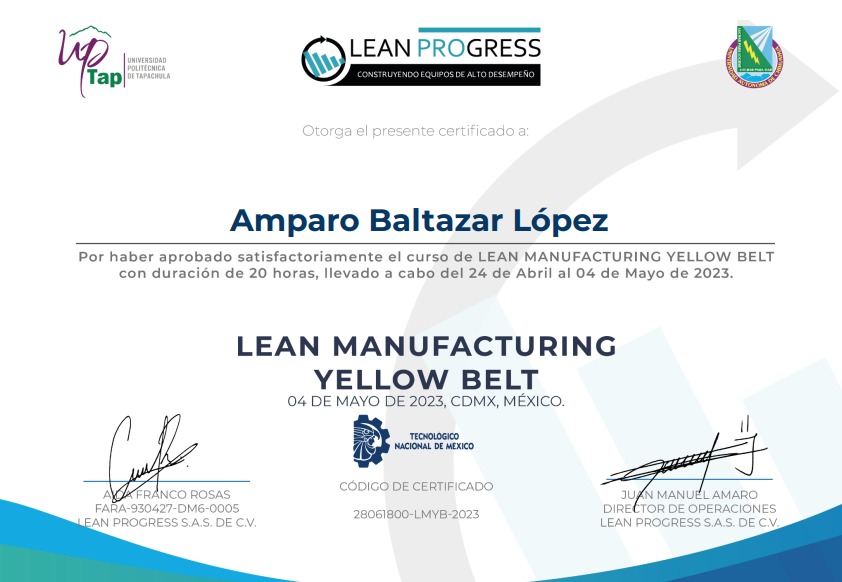 up
Tap
UNIVERSIDAD
POLITÉCNICA
DE TAPACHULA
LEAN PROGRESS
CONSTRUYENDO EQUIPOS DE ALTO DESEMPEÑO
Otorga el presente certificado a:
Amparo Baltazar López
Por haber aprobado satisfactoriamente el curso de LEAN MANUFACTURING YELLOW BELT
con duración de 20 horas, llevado a cabo del 24 de Abril al 04 de Mayo de 2023.
LEAN MANUFACTURING
YELLOW BELT
04 DE MAYO DE 2023, CDMX, MÉXICO.
TECNOLÓGICO
NACIONAL DE MÉXICO
AIDA FRANCO ROSAS
FARA-930427-DM6-0005
LEAN PROGRESS S.A.S. DE C.V.
CÓDIGO DE CERTIFICADO
28061800-LMYB-2023
JUAN MANUEL AMARO
DIRECTOR DE OPERACIONES
LEAN PROGRESS S.A.S. DE C.V.